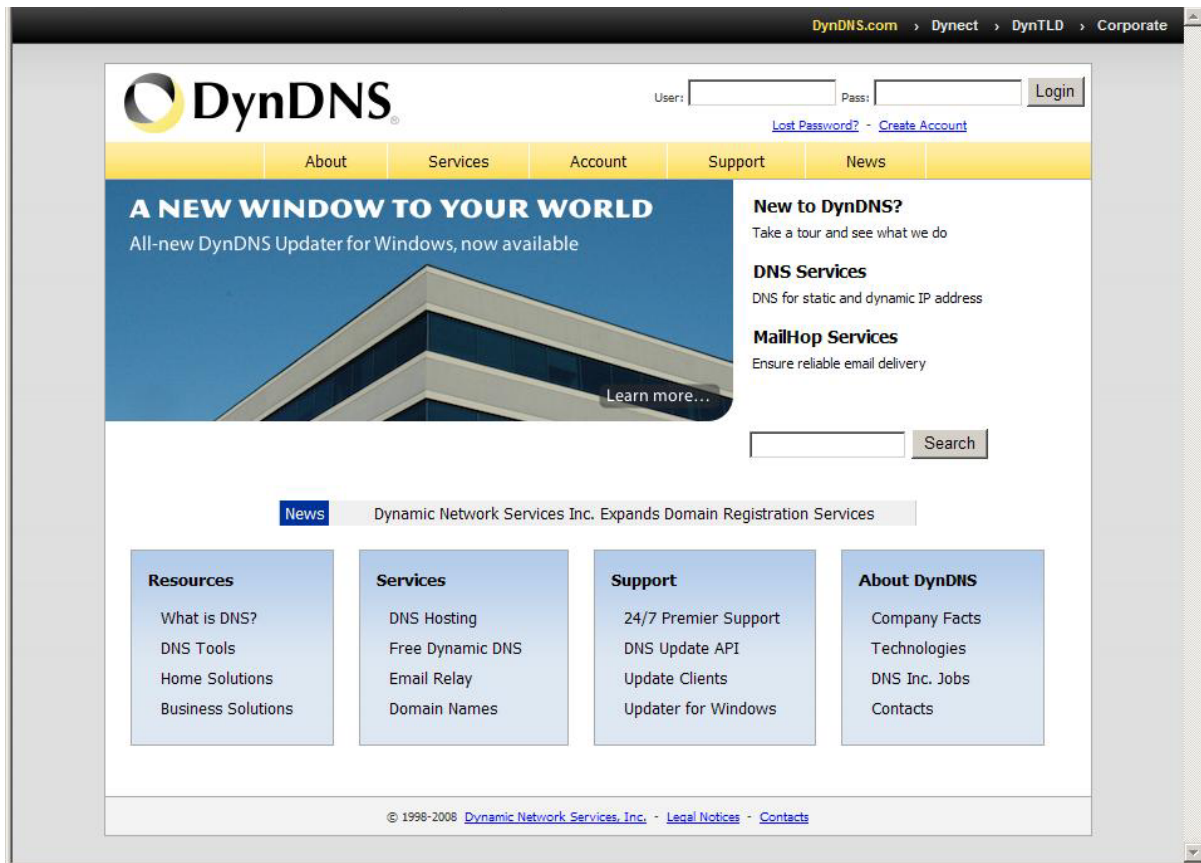 DynDNS.com › Dynect › DynTLD › Corporate
DynDNS®
User: Pass: Login
Lost Password? - Create Account
About Services Account Support News
A NEW WINDOW TO YOUR WORLD
All-new DynDNS Updater for Windows, now available
Learn more...
New to DynDNS?
Take a tour and see what we do
DNS Services
DNS for static and dynamic IP address
MailHop Services
Ensure reliable email delivery
Search
News Dynamic Network Services Inc. Expands Domain Registration Services
Resources
What is DNS?
DNS Tools
Home Solutions
Business Solutions
Services
DNS Hosting
Free Dynamic DNS
Email Relay
Domain Names
Support
24/7 Premier Support
DNS Update API
Update Clients
Updater for Windows
About DynDNS
Company Facts
Technologies
DNS Inc. Jobs
Contacts
© 1998-2008 Dynamic Network Services, Inc. - Legal Notices - Contacts